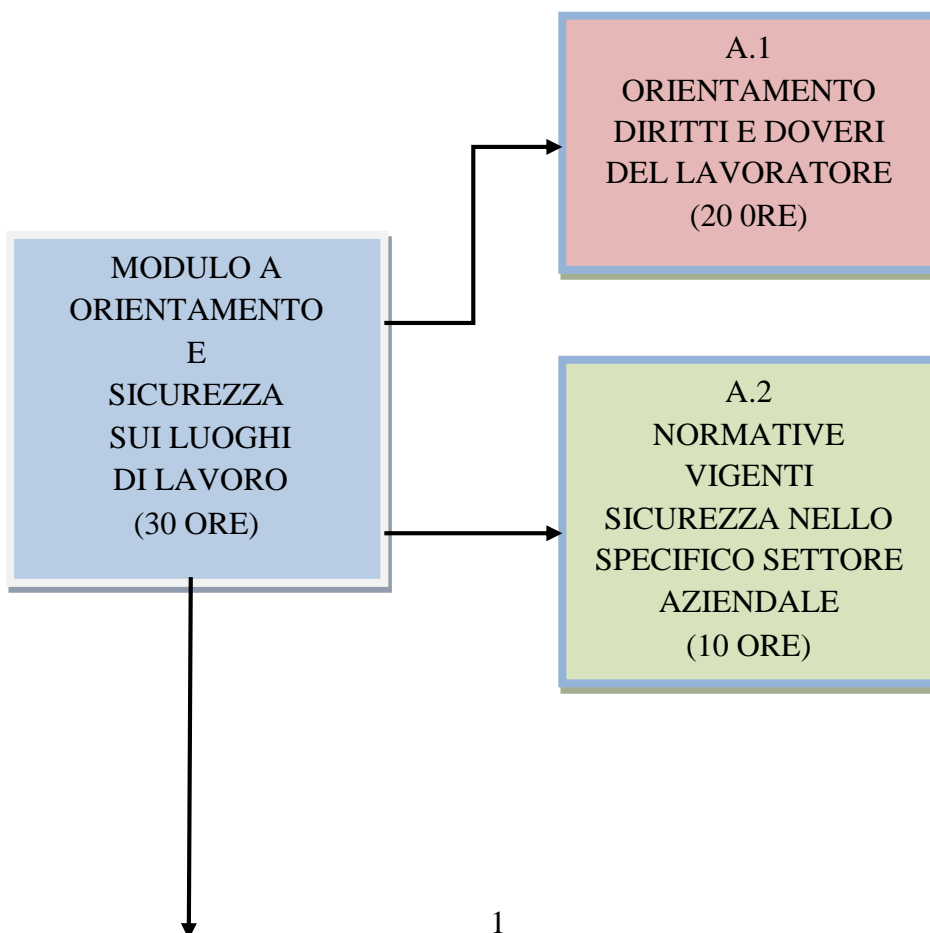 A.1
ORIENTAMENTO
DIRITTI E DOVERI
DEL LAVORATORE
(20 0RE)
MODULO A
ORIENTAMENTO
E
SICUREZZA
SUI LUOGHI
DI LAVORO
(30 ORE)
A.2
NORMATIVE
VIGENTI
SICUREZZA NELLO
SPECIFICO SETTORE
AZIENDALE
(10 ORE)
1